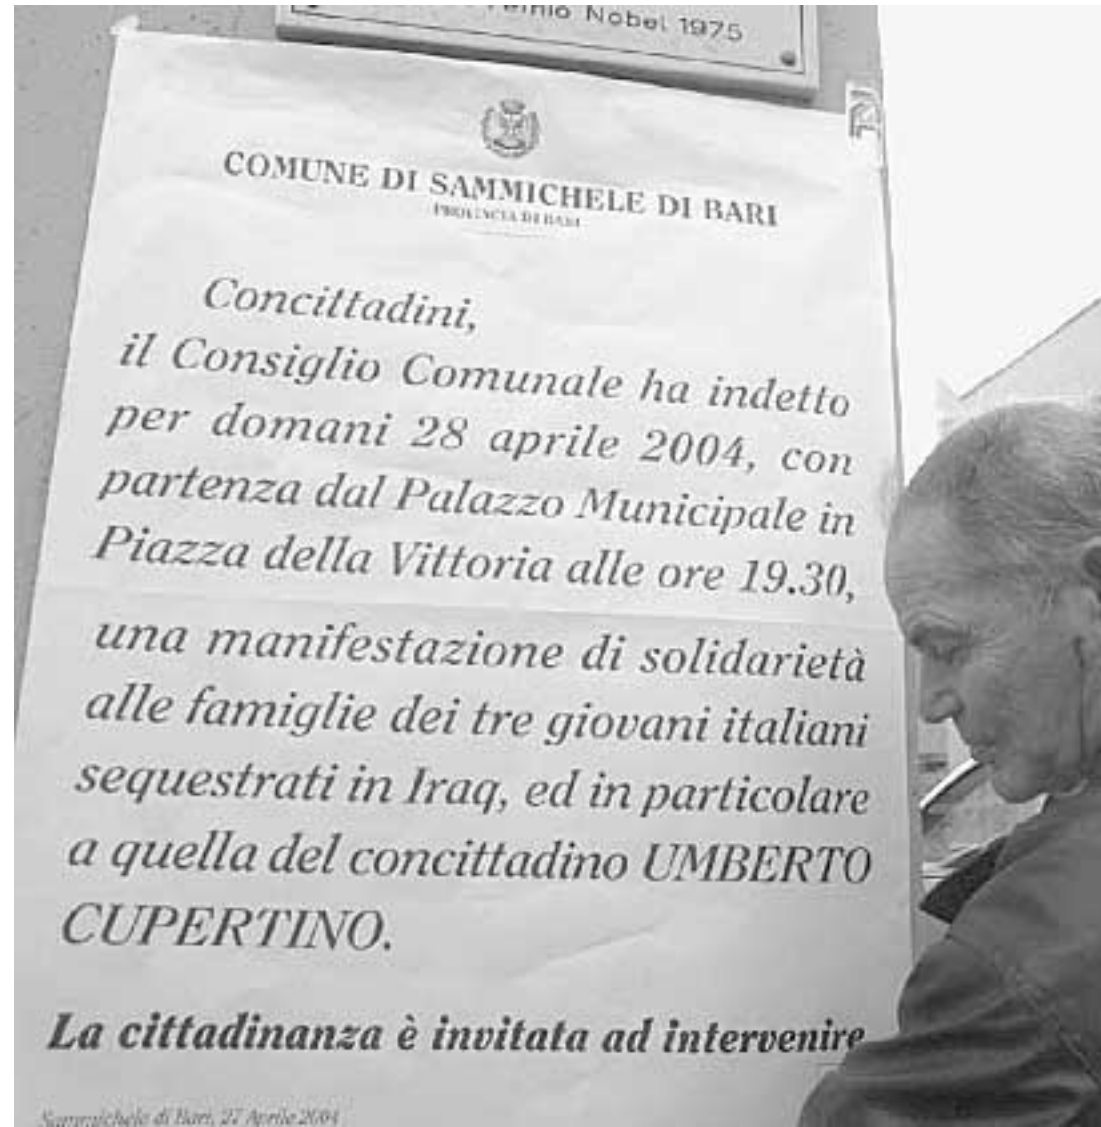 Nobel 1975
COMUNE DI SAMMICHELE DI BARI
PROVINCIA DI BARI
Concittadini,
il Consiglio Comunale ha indetto
per domani 28 aprile 2004, con
partenza dal Palazzo Municipale in
Piazza della Vittoria alle ore 19.30,
una manifestazione di solidarietà
alle famiglie dei tre giovani italiani
sequestrati in Iraq, ed in particolare
a quella del concittadino UMBERTO
CUPERTINO.
La cittadinanza è invitata ad intervenire
Sammichele di Bari, 27 Aprile 2004